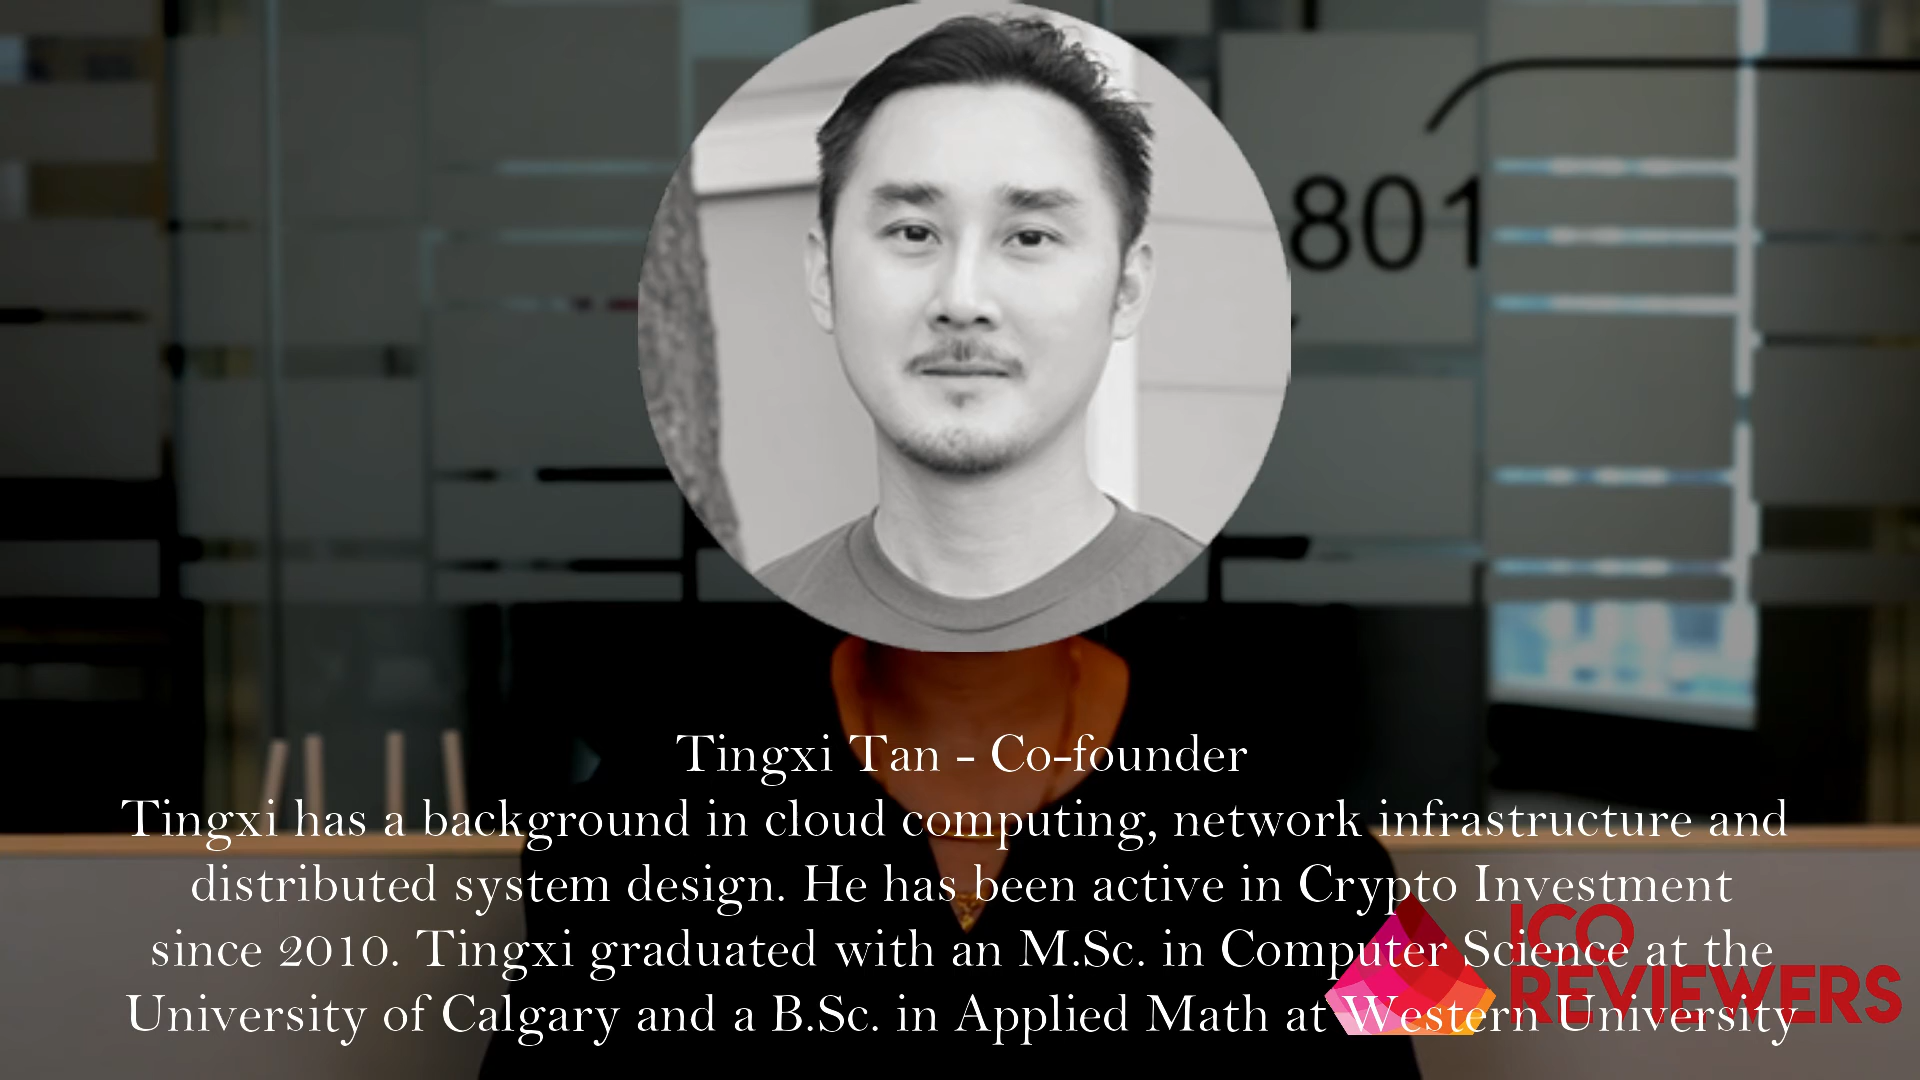 801
Tingxi Tan - Co-founder
Tingxi has a background in cloud computing, network infrastructure and
distributed system design. He has been active in Crypto Investment
since 2010. Tingxi graduated with an M.Sc. in Computer Science at the
University of Calgary and a B.Sc. in Applied Math at Western University
ICO
REVIEWERS